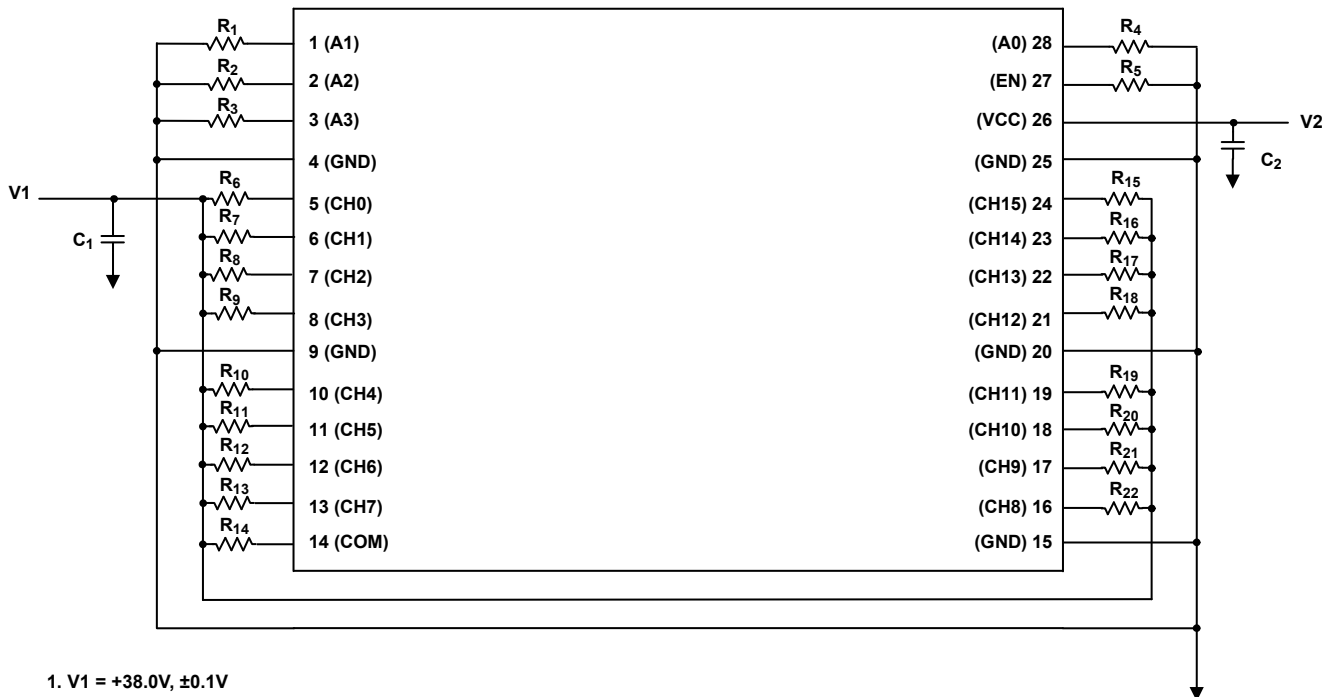 R1 1 (A1) (A0) 28 R4
R2 2 (A2) (EN) 27 R5
R3 3 (A3) (VCC) 26 V2
4 (GND) (GND) 25 C2
V1 R6 5 (CH0) (CH15) 24 R15
C1 R7 6 (CH1) (CH14) 23 R16
R8 7 (CH2) (CH13) 22 R17
R9 8 (CH3) (CH12) 21 R18
9 (GND) (GND) 20
R10 10 (CH4) (CH11) 19 R19
R11 11 (CH5) (CH10) 18 R20
R12 12 (CH6) (CH9) 17 R21
R13 13 (CH7) (CH8) 16 R22
R14 14 (COM) (GND) 15
1. V1 = +38.0V, ±0.1V